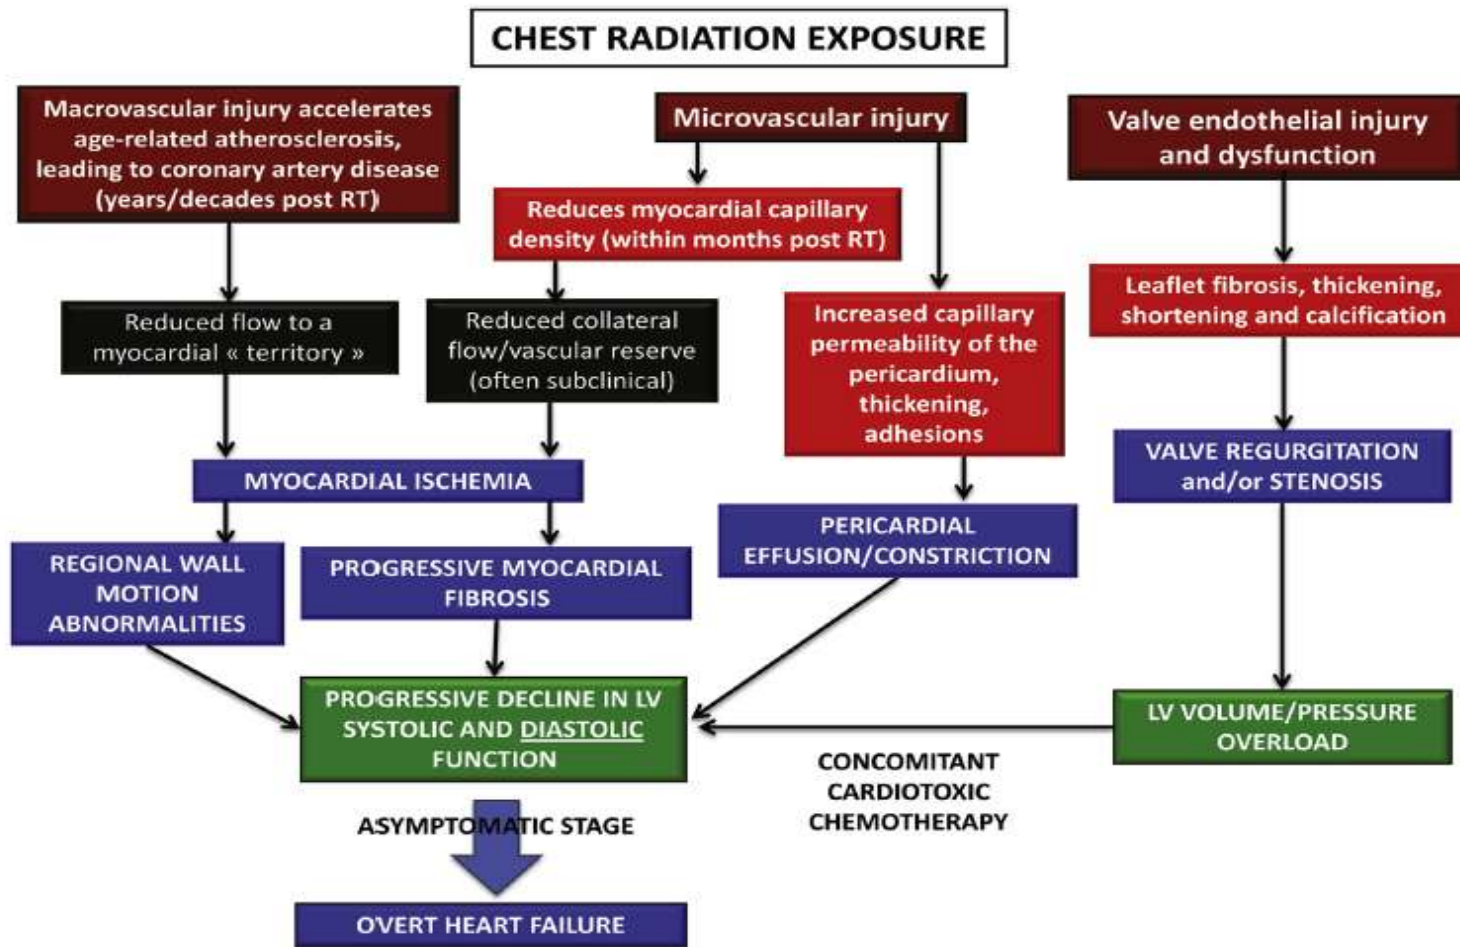 CHEST RADIATION EXPOSURE
Macrovascular injury accelerates
age-related atherosclerosis,
leading to coronary artery disease
(years/decades post RT)
Microvascular injury
Valve endothelial injury
and dysfunction
Reduces myocardial capillary
density (within months post RT)
Leaflet fibrosis, thickening,
shortening and calcification
Reduced flow to a
myocardial « territory »
Reduced collateral
flow/vascular reserve
(often subclinical)
Increased capillary
permeability of the
pericardium,
thickening,
adhesions
MYOCARDIAL ISCHEMIA
VALVE REGURGITATION
and/or STENOSIS
REGIONAL WALL
MOTION
ABNORMALITIES
PROGRESSIVE MYOCARDIAL
FIBROSIS
PERICARDIAL
EFFUSION/CONSTRICTION
PROGRESSIVE DECLINE IN LV
SYSTOLIC AND DIASTOLIC
FUNCTION
LV VOLUME/PRESSURE
OVERLOAD
CONCOMITANT
CARDIOTOXIC
CHEMOTHERAPY
ASYMPTOMATIC STAGE
OVERT HEART FAILURE